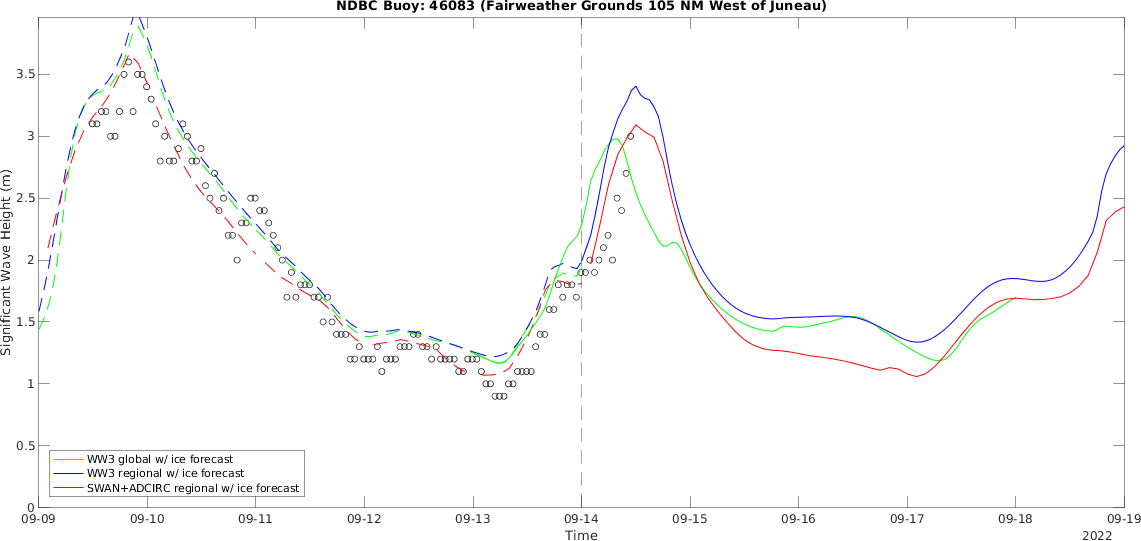 NDBC Buoy: 46083 (Fairweather Grounds 105 NM West of Juneau)
Significant Wave Height (m)
3.5
3
2.5
2
1.5
1
0.5
0
WW3 global w/ ice forecast
WW3 regional w/ ice forecast
SWAN+ADCIRC regional w/ ice forecast
09-09 09-10 09-11 09-12 09-13 09-14 09-15 09-16 09-17 09-18 09-19
Time
2022